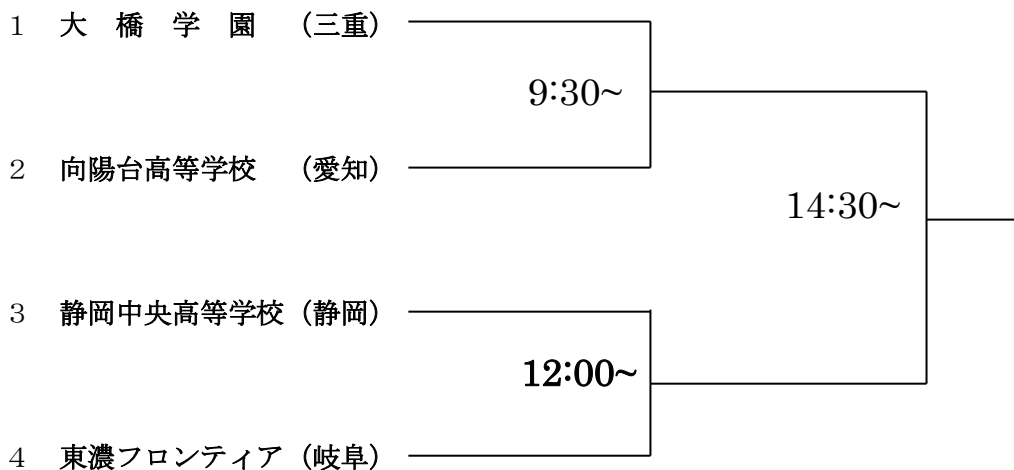 1 大橋学園 (三重)
9:30~
2 向陽台高等学校 (愛知)
14:30~
3 静岡中央高等学校 (静岡)
12:00~
4 東濃フロンティア (岐阜)